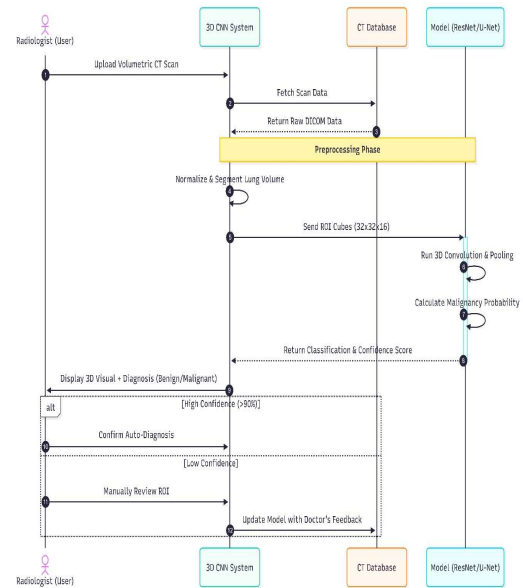 3D CNN System
CT Database
Model (ResNet/U-Net)
Radiologist (User)
Upload Volumetric CT Scan
1
Fetch Scan Data
2
Return Raw DICOM Data
3
Preprocessing Phase
Normalize & Segment Lung Volume
4
Send ROI Cubes (32x32x16)
5
Run 3D Convolution & Pooling
6
Calculate Malignancy Probability
7
Return Classification & Confidence Score
8
Display 3D Visual + Diagnosis (Benign/Malignant)
9
alt
[High Confidence (>90%)]
Confirm Auto-Diagnosis
10
[Low Confidence]
Manually Review ROI
11
Update Model with Doctor's Feedback
12
Radiologist (User)
3D CNN System
CT Database
Model (ResNet/U-Net)